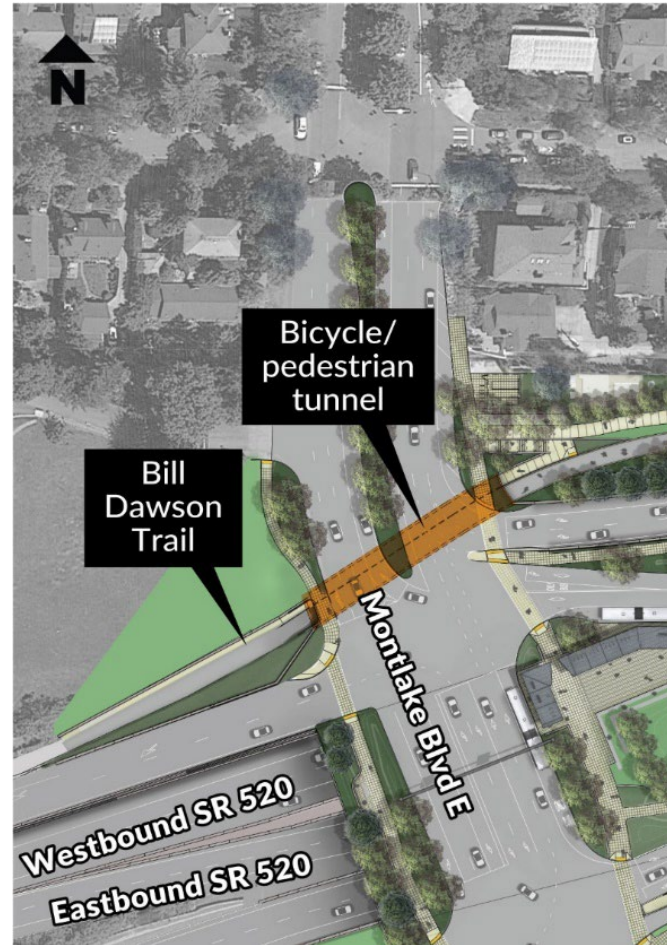 N
Bicycle/
pedestrian
tunnel
Bill
Dawson
Trail
Montlake Blvd E
Westbound SR 520
Eastbound SR 520